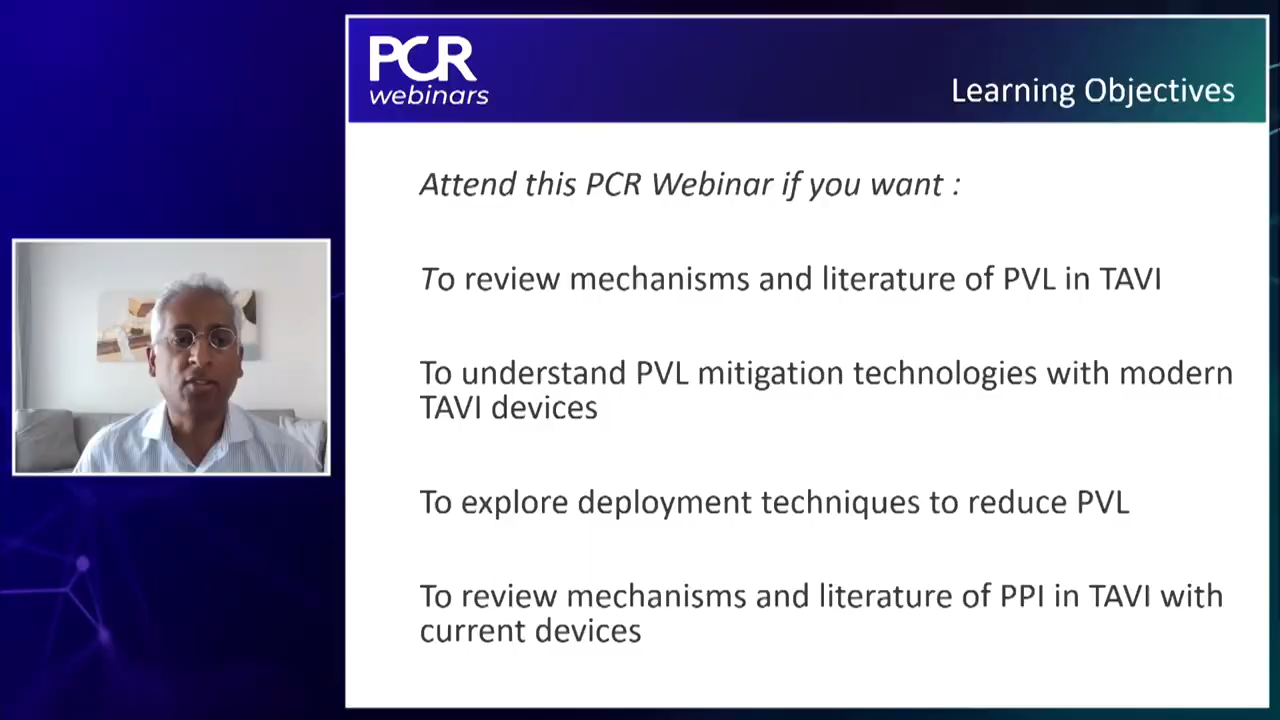 PCR
webinars
Learning Objectives
Attend this PCR Webinar if you want :
To review mechanisms and literature of PVL in TAVI
To understand PVL mitigation technologies with modern
TAVI devices
To explore deployment techniques to reduce PVL
To review mechanisms and literature of PPI in TAVI with
current devices